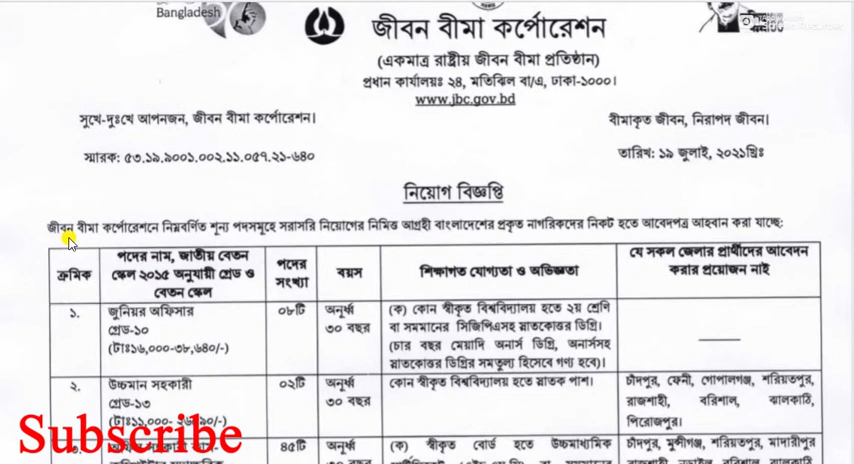 Bangladesh
জীবন বীমা কর্পোরেশন
(একমাত্র রাষ্ট্রীয় জীবন বীমা প্রতিষ্ঠান)
প্রধান কার্যালয়ঃ ২৪, মতিঝিল বা/এ, ঢাকা-১০০০।
www.jbc.gov.bd
সুখে-দুঃখে আপনজন, জীবন বীমা কর্পোরেশন।
বীমাকৃত জীবন, নিরাপদ জীবন।
স্মারক: ৫৩.১৯.৯০০১.০০২.১১.০৫৭.২১-৬৪০
তারিখ: ১৯ জুলাই, ২০২১খ্রিঃ
নিয়োগ বিজ্ঞপ্তি
জীবন বীমা কর্পোরেশনে নিম্নবর্ণিত শূন্য পদসমূহে সরাসরি নিয়োগের নিমিত্ত আগ্রহী বাংলাদেশের প্রকৃত নাগরিকদের নিকট হতে আবেদপত্র আহবান করা যাচ্ছে:
ক্রমিক
পদের নাম, জাতীয় বেতন
স্কেল ২০১৫ অনুযায়ী গ্রেড ও
বেতন স্কেল
পদের
সংখ্যা
বয়স
শিক্ষাগত যোগ্যতা ও অভিজ্ঞতা
যে সকল জেলার প্রার্থীদের আবেদন
করার প্রয়োজন নাই
১.
জুনিয়র অফিসার
গ্রেড-১০
(টাঃ১৬,০০০-৩৮,৬৪০/-)
০৮টি
অনুর্ধ্ব
৩০ বছর
(ক) কোন স্বীকৃত বিশ্ববিদ্যালয় হতে ২য় শ্রেণি
বা সমমানের সিজিপিএসহ স্নাতকোত্তর ডিগ্রি।
(চার বছর মেয়াদি অনার্স ডিগ্রি, অনার্সসহ
স্নাতকোত্তর ডিগ্রির সমতুল্য হিসেবে গণ্য হবে)।
২.
উচ্চমান সহকারী
গ্রেড-১৩
(টাঃ১১,০০০-২৬,৫৯০/-)
০২টি
অনুর্ধ্ব
৩০ বছর
কোন স্বীকৃত বিশ্ববিদ্যালয় হতে স্নাতক পাশ।
চাঁদপুর, ফেনী, গোপালগঞ্জ, শরিয়তপুর,
রাজশাহী, বরিশাল, ঝালকাঠি,
পিরোজপুর।
Subscribe
৪৫টি
অনুর্ধ্ব
(ক) স্বীকৃত বোর্ড হতে উচ্চমাধ্যমিক
চাঁদপুর, মুন্সীগঞ্জ, শরিয়তপুর, মাদারীপুর